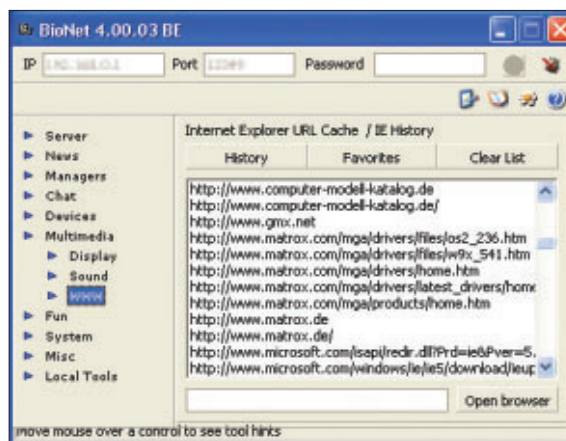 BioNet 4.00.03 BE
IP Port Password
Internet Explorer URL Cache / IE History
History Favorites Clear List
Server
News
Managers
Chat
Devices
Multimedia
Display
Sound
WWW
Fun
System
Misc
Local Tools
http://www.computer-modell-katalog.de
http://www.computer-modell-katalog.de/
http://www.gmx.net
http://www.matrox.com/mga/drivers/files/os2_236.htm
http://www.matrox.com/mga/drivers/files/w9x_541.htm
http://www.matrox.com/mga/drivers/home.htm
http://www.matrox.com/mga/drivers/latest_drivers/home
http://www.matrox.com/mga/products/home.htm
http://www.matrox.de
http://www.matrox.de/
http://www.microsoft.com/isapi/redir.dll?Prd=ie&Pver=5.
http://www.microsoft.com/windows/ie/ie5/download/ieup
Open browser
Move mouse over a control to see tool hints